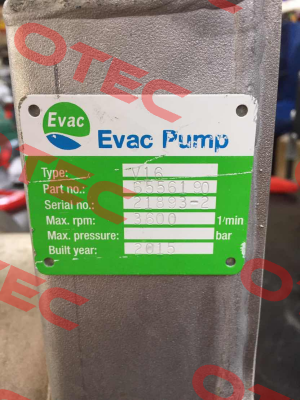 OTEC
Evac
Evac Pump
Type: V16
Part no.: 6556190
Serial no.: 21893-2
Max. rpm: 3600 1/min
Max. pressure: bar
Built year: 2015